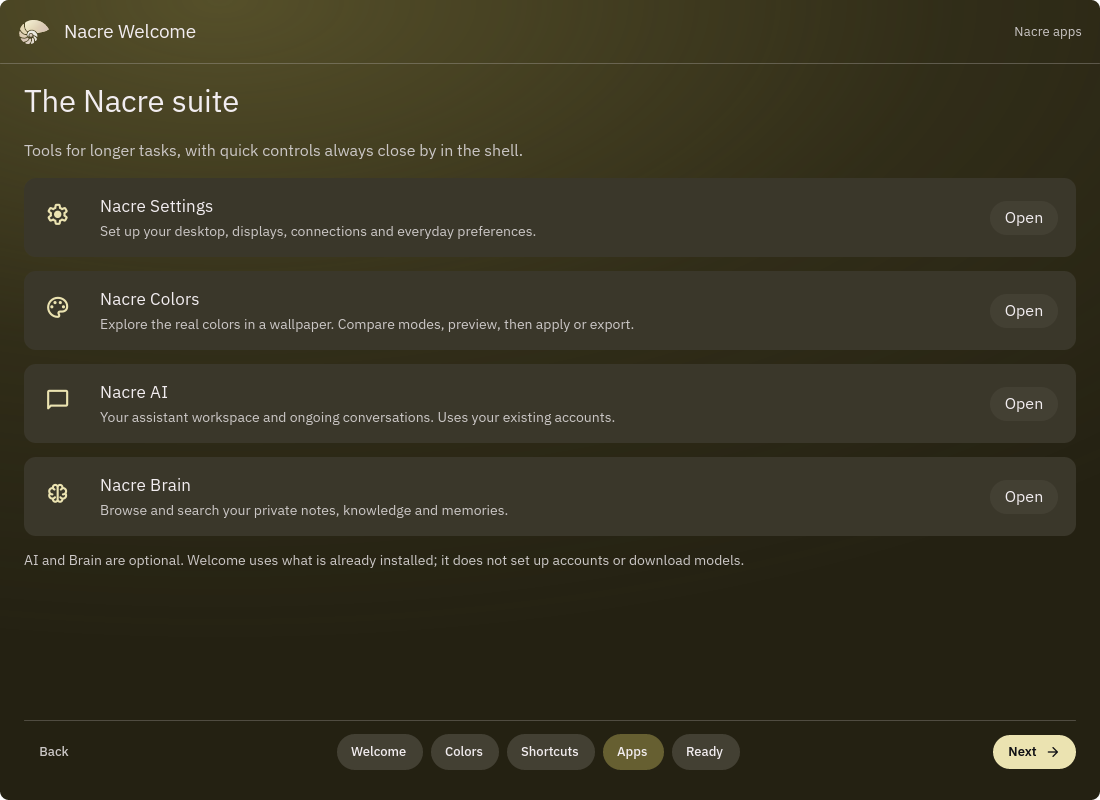 Nacre Welcome
Nacre apps
The Nacre suite
Tools for longer tasks, with quick controls always close by in the shell.
Nacre Settings
Set up your desktop, displays, connections and everyday preferences.
Open
Nacre Colors
Explore the real colors in a wallpaper. Compare modes, preview, then apply or export.
Open
Nacre AI
Your assistant workspace and ongoing conversations. Uses your existing accounts.
Open
Nacre Brain
Browse and search your private notes, knowledge and memories.
Open
AI and Brain are optional. Welcome uses what is already installed; it does not set up accounts or download models.
Back
Welcome
Colors
Shortcuts
Apps
Ready
Next